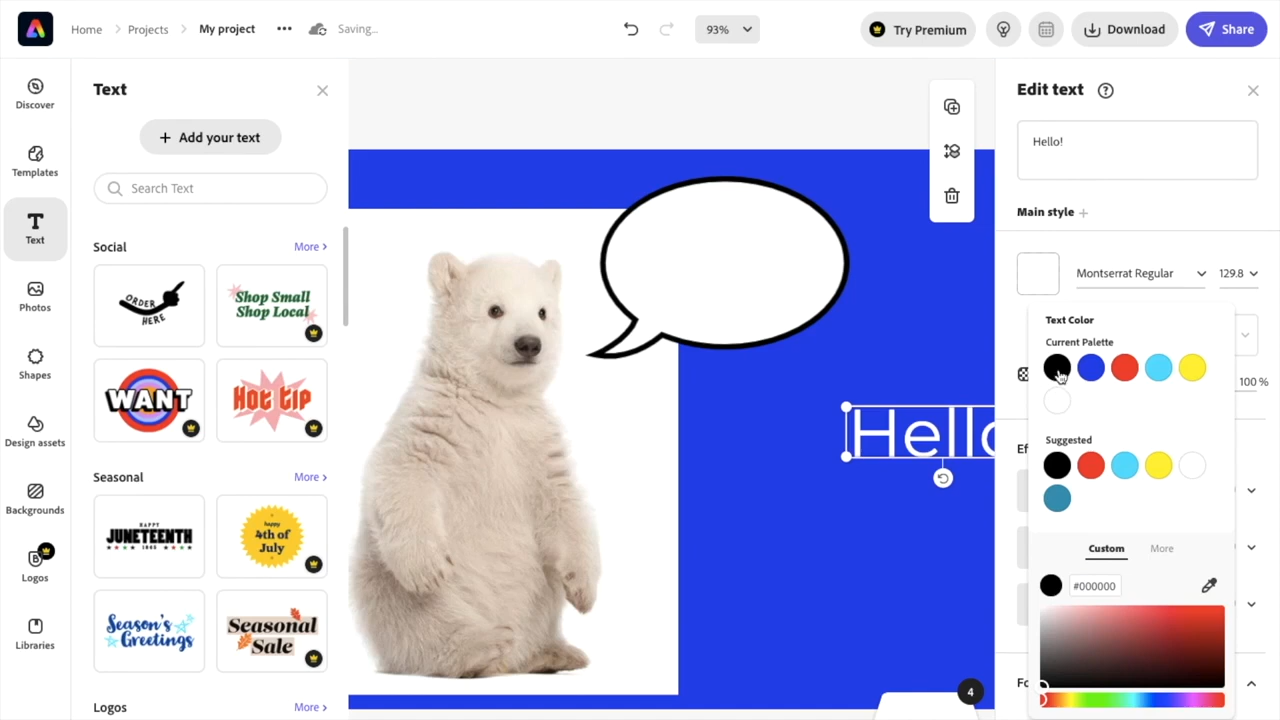 Home
Projects
My project
Saving...
93%
Try Premium
Download
Share
Discover
Templates
Text
Photos
Shapes
Design assets
Backgrounds
Logos
Libraries
Text
+ Add your text
Search Text
Social
More >
ORDER
HERE
Shop Small
Shop Local
WANT
HOT TIP
Seasonal
More >
HAPPY
JUNETEENTH
1865
happy
4th of
July
Season's
Greetings
Seasonal
Sale
Logos
More >
Hello
4
Edit text
Hello!
Main style +
Montserrat Regular
129.8
Text Color
Current Palette
100 %
Suggested
Custom
More
#000000